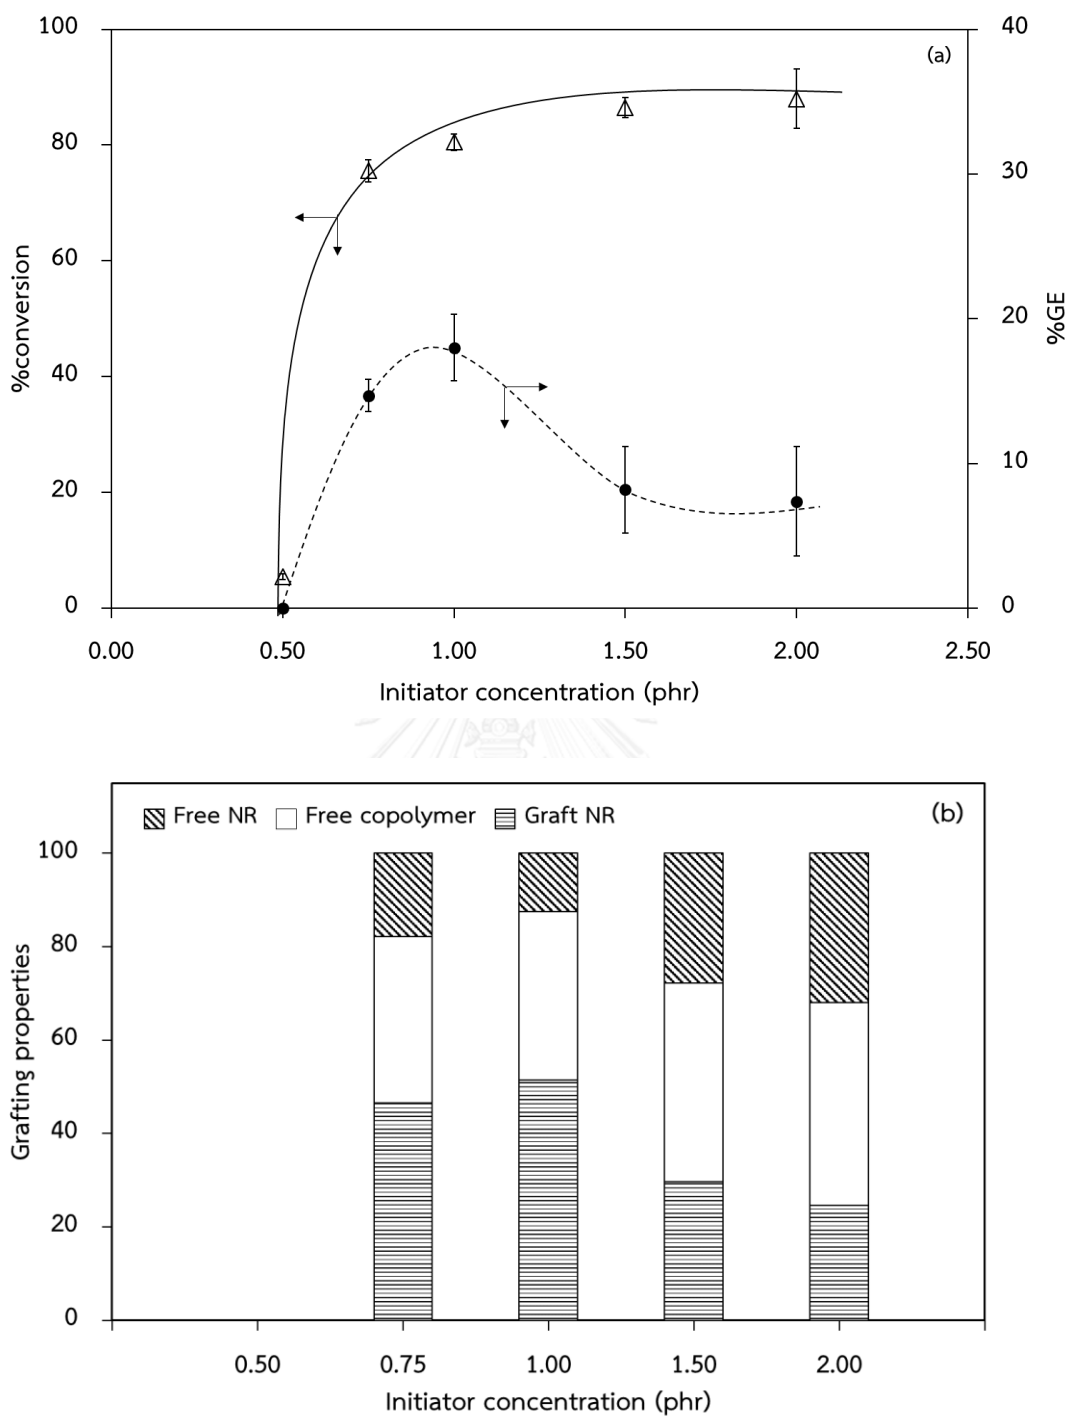 100
80
60
40
20
0
%conversion
(a)
40
30
20
10
0
%GE
0.00 0.50 1.00 1.50 2.00 2.50
Initiator concentration (phr)
Free NR Free copolymer Graft NR
(b)
100
80
60
40
20
0
Grafting properties
0.50 0.75 1.00 1.50 2.00
Initiator concentration (phr)